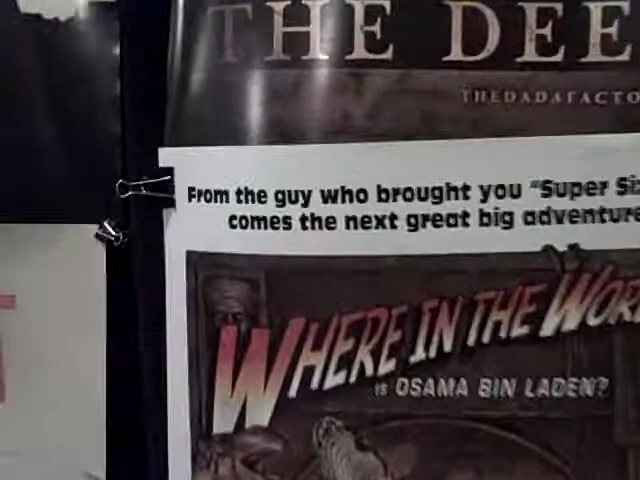 THE DEE
THEDADAFACTO
From the guy who brought you "Super Si
comes the next great big adventure
WHERE IN THE WOR
IS OSAMA BIN LADEN?